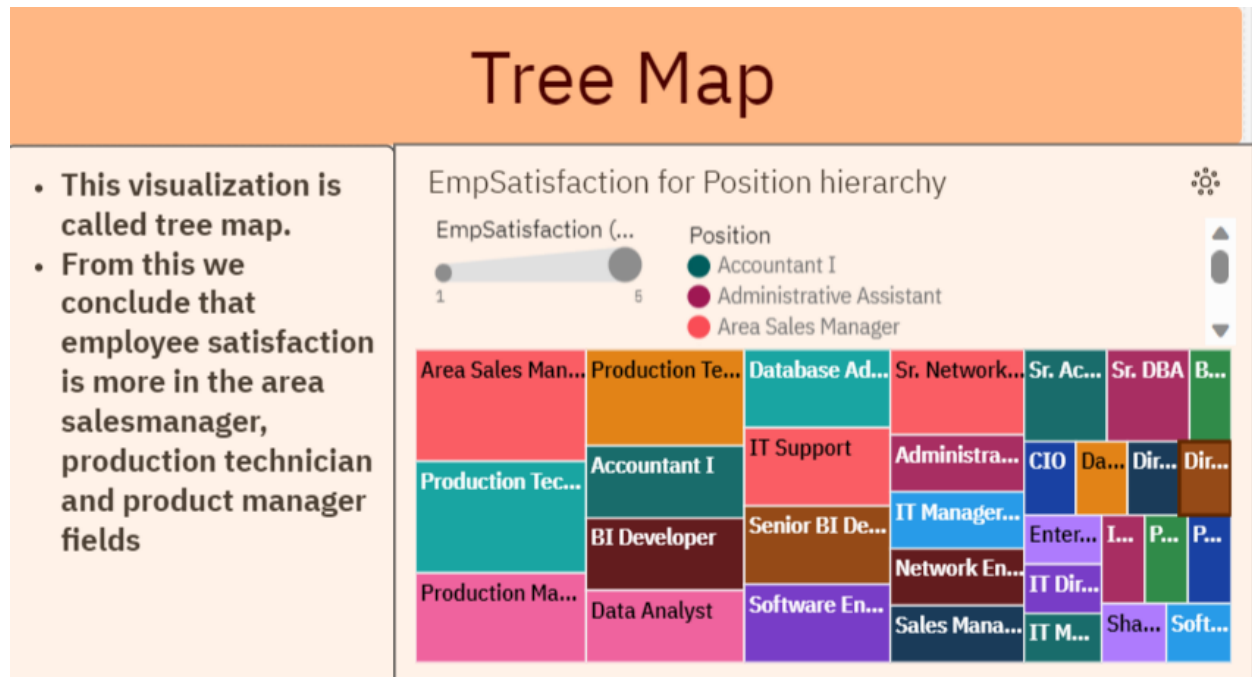 Tree Map
• This visualization is
called tree map.
• From this we
conclude that
employee satisfaction
is more in the area
salesmanager,
production technician
and product manager
fields
EmpSatisfaction for Position hierarchy
EmpSatisfaction (...
1
5
Position
Accountant I
Administrative Assistant
Area Sales Manager
Area Sales Man...
Production Tec...
Production Ma...
Production Te...
Accountant I
BI Developer
Data Analyst
Database Ad...
IT Support
Senior BI De...
Software En...
Sr. Network...
Administra...
IT Manager...
Network En...
Sales Mana...
Sr. Ac...
Sr. DBA
B...
CIO
Da...
Dir...
Dir...
Enter...
IT Dir...
IT M...
I...
P...
P...
Sha...
Soft...